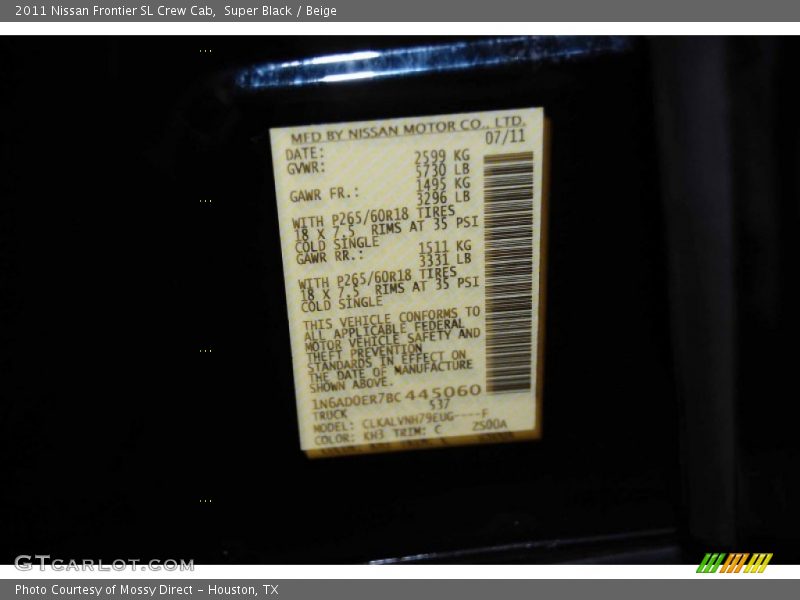 2011 Nissan Frontier SL Crew Cab,  Super Black / Beige
MFD BY NISSAN MOTOR CO., LTD.
DATE: 07/11
GVWR: 2599 KG
5730 LB
GAWR FR.: 1495 KG
3296 LB
WITH P265/60R18 TIRES
18 X 7.5 RIMS AT 35 PSI
COLD SINGLE
GAWR RR.: 1511 KG
3331 LB
WITH P265/60R18 TIRES
18 X 7.5 RIMS AT 35 PSI
COLD SINGLE
THIS VEHICLE CONFORMS TO
ALL APPLICABLE FEDERAL
MOTOR VEHICLE SAFETY AND
THEFT PREVENTION
STANDARDS IN EFFECT ON
THE DATE OF MANUFACTURE
SHOWN ABOVE.
1N6AD0ER7BC445060
TRUCK 537
MODEL: CLKALVNH79EUG----F
COLOR: KH3 TRIM: C 2S00A
GTCARLOT.COM
Photo Courtesy of Mossy Direct - Houston, TX